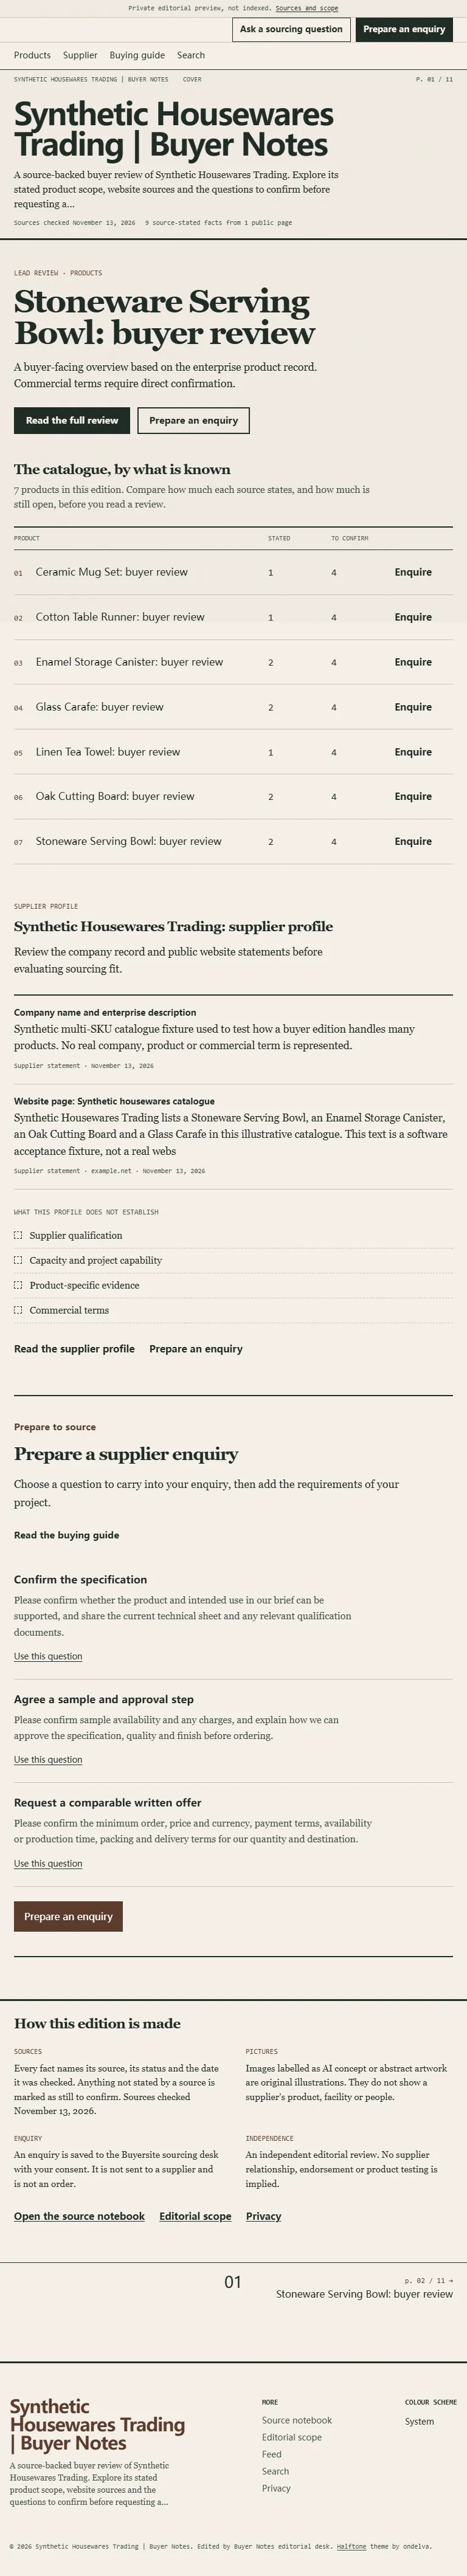 Private editorial preview, not indexed. Sources and scope
Ask a sourcing question
Prepare an enquiry
Products Supplier Buying guide Search
SYNTHETIC HOUSEWARES TRADING | BUYER NOTES COVER P. 01 / 11
Synthetic Housewares
Trading | Buyer Notes
A source-backed buyer review of Synthetic Housewares Trading. Explore its
stated product scope, website sources and the questions to confirm before
requesting a…
Sources checked November 13, 2026 9 source-stated facts from 1 public page
LEAD REVIEW · PRODUCTS
Stoneware Serving
Bowl: buyer review
A buyer-facing overview based on the enterprise product record.
Commercial terms require direct confirmation.
Read the full review
Prepare an enquiry
The catalogue, by what is known
7 products in this edition. Compare how much each source states, and how much is
still open, before you read a review.
PRODUCT STATED TO CONFIRM
01 Ceramic Mug Set: buyer review 1 4 Enquire
02 Cotton Table Runner: buyer review 1 4 Enquire
03 Enamel Storage Canister: buyer review 2 4 Enquire
04 Glass Carafe: buyer review 2 4 Enquire
05 Linen Tea Towel: buyer review 1 4 Enquire
06 Oak Cutting Board: buyer review 2 4 Enquire
07 Stoneware Serving Bowl: buyer review 2 4 Enquire
SUPPLIER PROFILE
Synthetic Housewares Trading: supplier profile
Review the company record and public website statements before
evaluating sourcing fit.
Company name and enterprise description
Synthetic multi-SKU catalogue fixture used to test how a buyer edition handles many
products. No real company, product or commercial term is represented.
Supplier statement · November 13, 2026
Website page: Synthetic housewares catalogue
Synthetic Housewares Trading lists a Stoneware Serving Bowl, an Enamel Storage Canister,
an Oak Cutting Board and a Glass Carafe in this illustrative catalogue. This text is a software
acceptance fixture, not a real webs
Supplier statement · example.net · November 13, 2026
WHAT THIS PROFILE DOES NOT ESTABLISH
Supplier qualification
Capacity and project capability
Product-specific evidence
Commercial terms
Read the supplier profile Prepare an enquiry
Prepare to source
Prepare a supplier enquiry
Choose a question to carry into your enquiry, then add the requirements of your
project.
Read the buying guide
Confirm the specification
Please confirm whether the product and intended use in our brief can be
supported, and share the current technical sheet and any relevant qualification
documents.
Use this question
Agree a sample and approval step
Please confirm sample availability and any charges, and explain how we can
approve the specification, quality and finish before ordering.
Use this question
Request a comparable written offer
Please confirm the minimum order, price and currency, payment terms, availability
or production time, packing and delivery terms for our quantity and destination.
Use this question
Prepare an enquiry
How this edition is made
SOURCES
Every fact names its source, its status and the date
it was checked. Anything not stated by a source is
marked as still to confirm. Sources checked
November 13, 2026.
PICTURES
Images labelled as AI concept or abstract artwork
are original illustrations. They do not show a
supplier's product, facility or people.
ENQUIRY
An enquiry is saved to the Buyersite sourcing desk
with your consent. It is not sent to a supplier and
is not an order.
INDEPENDENCE
An independent editorial review. No supplier
relationship, endorsement or product testing is
implied.
Open the source notebook Editorial scope Privacy
01
p. 02 / 11 →
Stoneware Serving Bowl: buyer review
Synthetic
Housewares Trading
| Buyer Notes
A source-backed buyer review of Synthetic
Housewares Trading. Explore its stated
product scope, website sources and the
questions to confirm before requesting a…
MORE
Source notebook
Editorial scope
Feed
Search
Privacy
COLOUR SCHEME
System
© 2026 Synthetic Housewares Trading | Buyer Notes. Edited by Buyer Notes editorial desk. Halftone theme by ondelva.